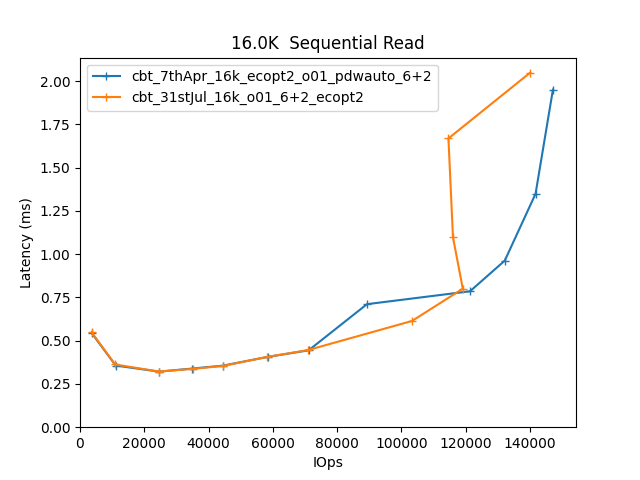 16.0K  Sequential Read
cbt_7thApr_16k_ecopt2_o01_pdwauto_6+2
cbt_31stJul_16k_o01_6+2_ecopt2
Latency (ms)
2.00
1.75
1.50
1.25
1.00
0.75
0.50
0.25
0.00
0 20000 40000 60000 80000 100000 120000 140000
IOps